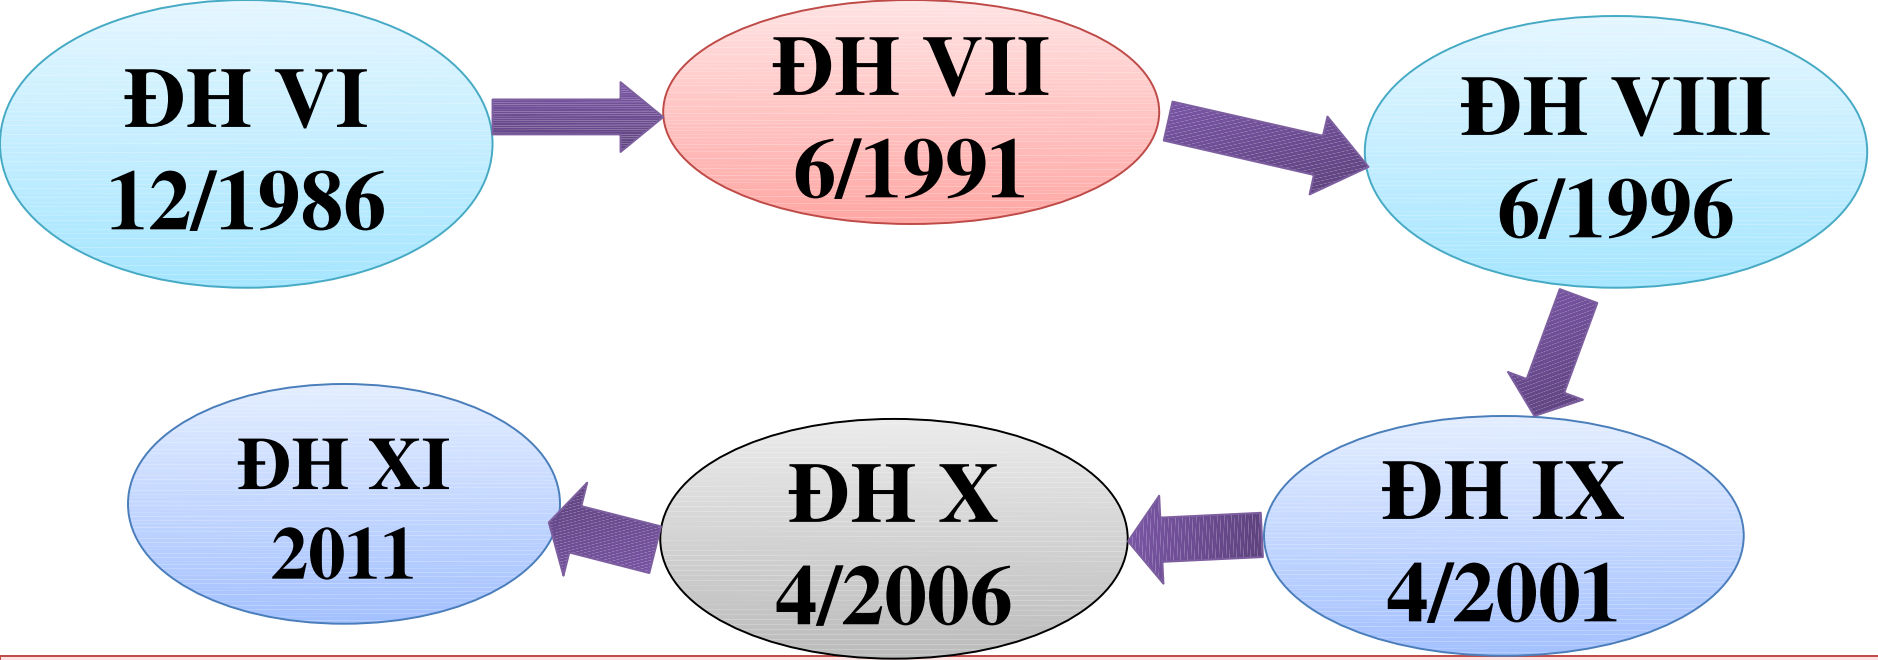 ĐH VI
12/1986
ĐH VII
6/1991
ĐH VIII
6/1996
ĐH IX
4/2001
ĐH X
4/2006
ĐH XI
2011